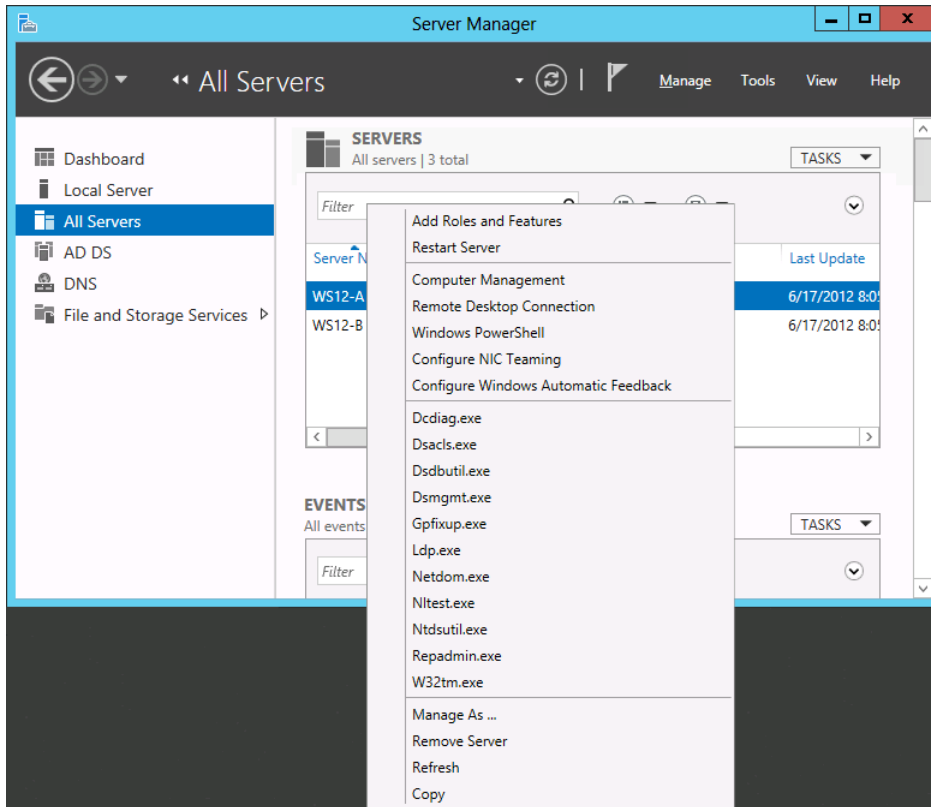 Server Manager
All Servers
Manage Tools View Help
Dashboard
Local Server
All Servers
AD DS
DNS
File and Storage Services
SERVERS
All servers | 3 total
TASKS
Filter
Server N
Last Update
WS12-A
6/17/2012 8:05
WS12-B
6/17/2012 8:05
EVENTS
All events
TASKS
Filter
Add Roles and Features
Restart Server
Computer Management
Remote Desktop Connection
Windows PowerShell
Configure NIC Teaming
Configure Windows Automatic Feedback
Dcdiag.exe
Dsacls.exe
Dsdbutil.exe
Dsmgmt.exe
Gpfixup.exe
Ldp.exe
Netdom.exe
Nltest.exe
Ntdsutil.exe
Repadmin.exe
W32tm.exe
Manage As ...
Remove Server
Refresh
Copy